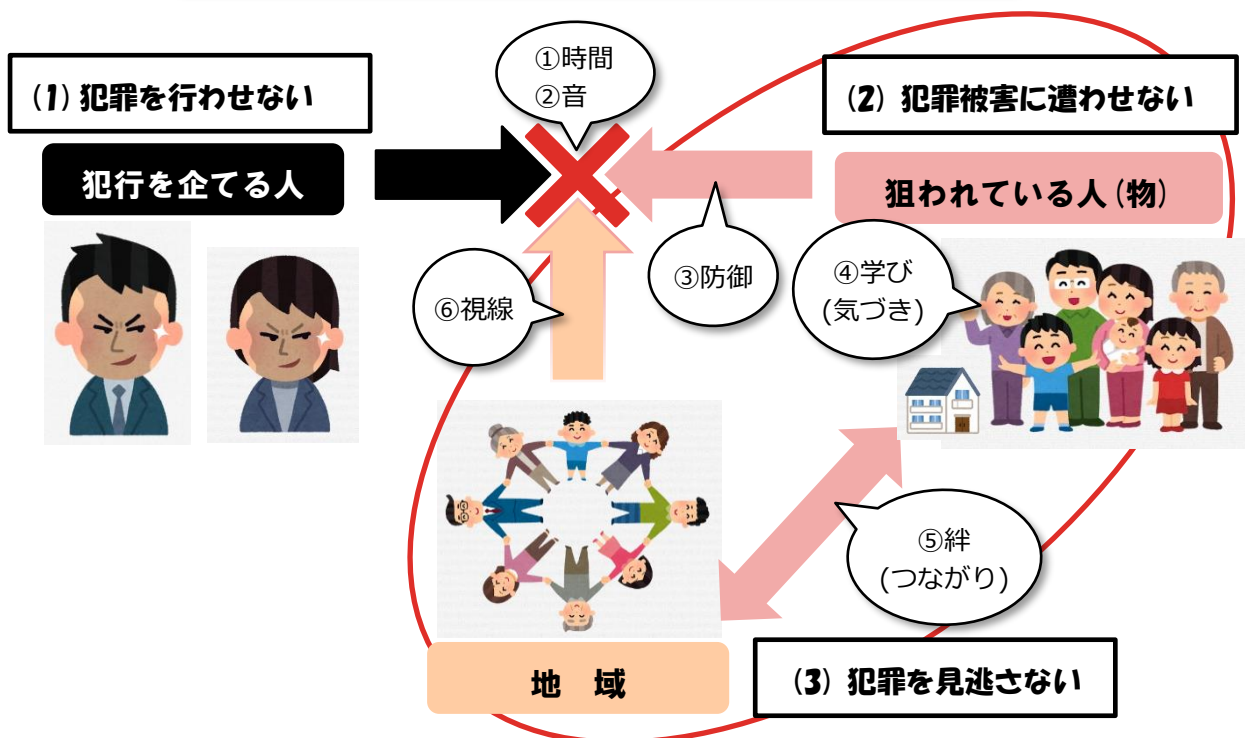 ①時間
②音
(1) 犯罪を行わせない
(2) 犯罪被害に遭わせない
犯行を企てる人
狙われている人(物)
③防御
④学び
(気づき)
⑥視線
⑤絆
(つながり)
地　域
(3) 犯罪を見逃さない